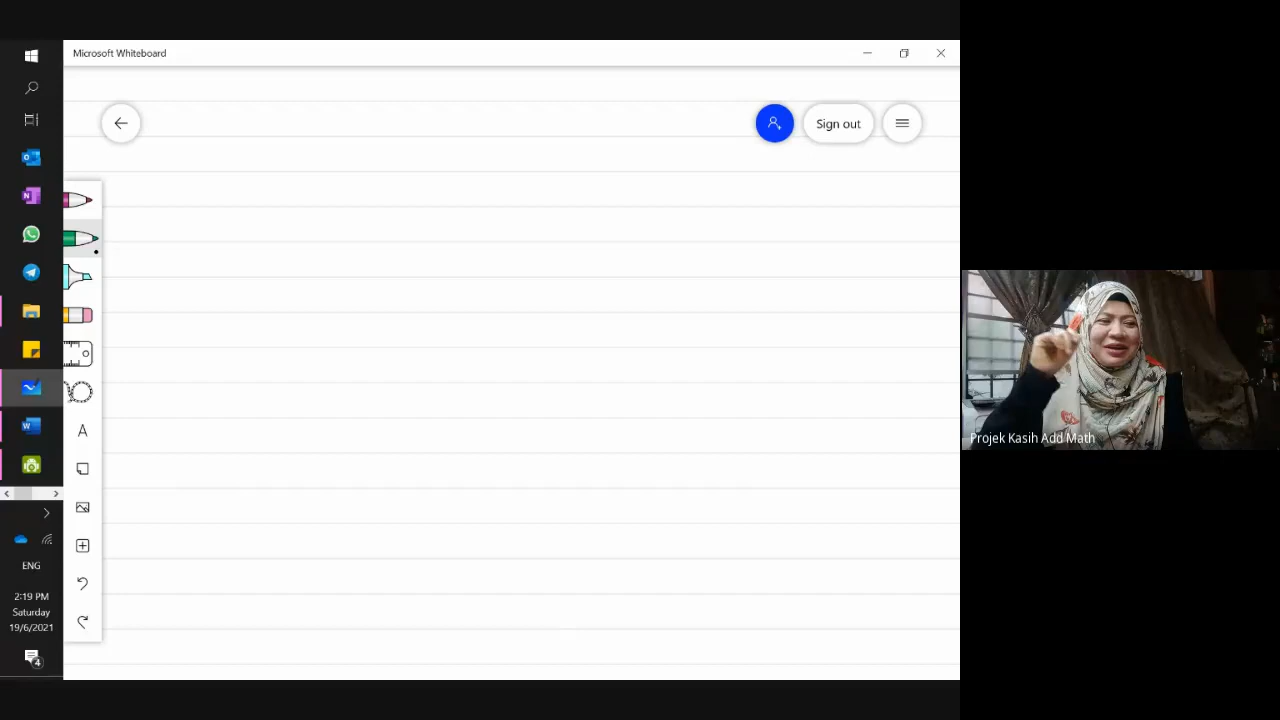 Microsoft Whiteboard
Sign out
A
ENG
2:19 PM
Saturday
19/6/2021
4
Projek Kasih Add Math